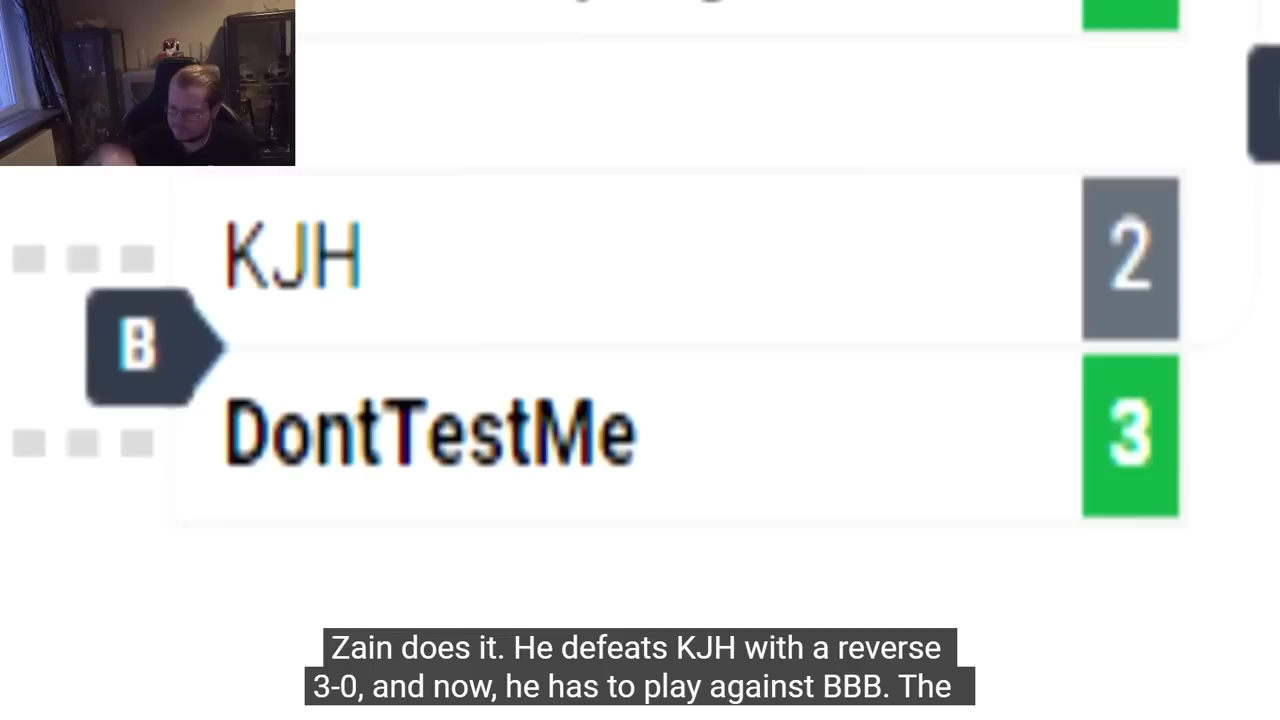 KJH
2
B
DontTestMe
3
Zain does it. He defeats KJH with a reverse
3-0, and now, he has to play against BBB. The